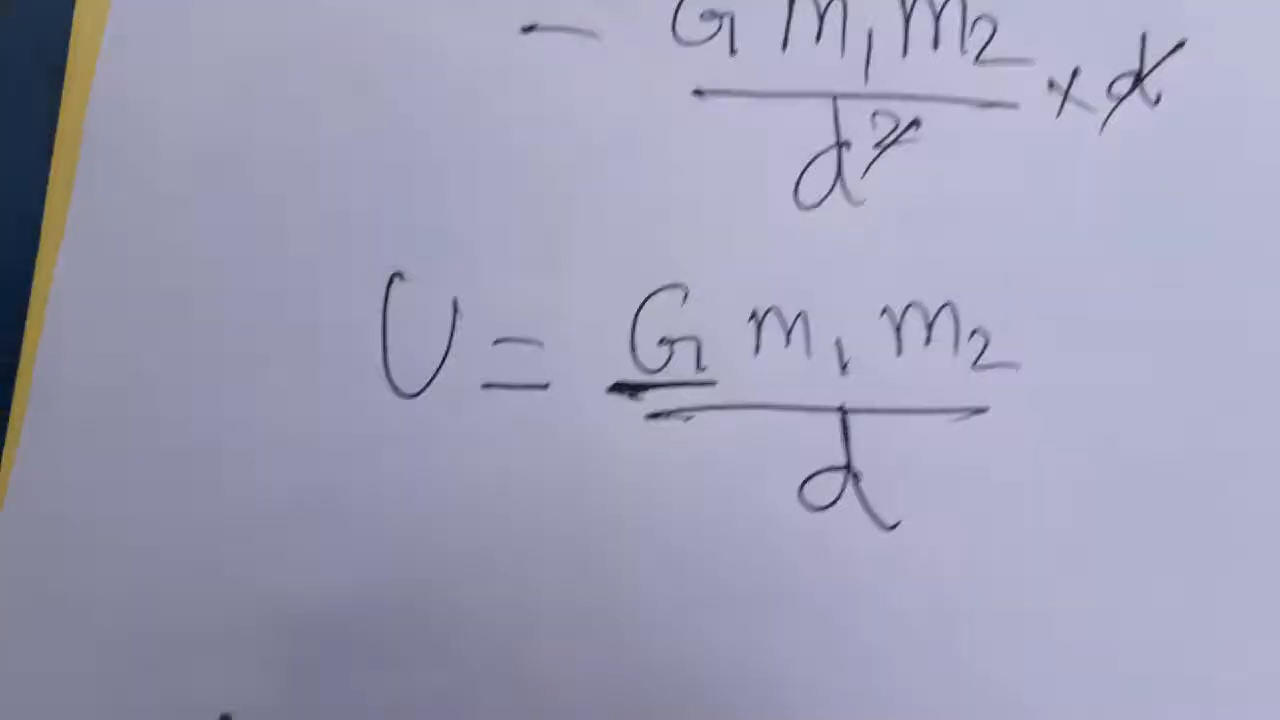 - G m₁ m₂
/ d² × d
U = G m₁ m₂
/ d